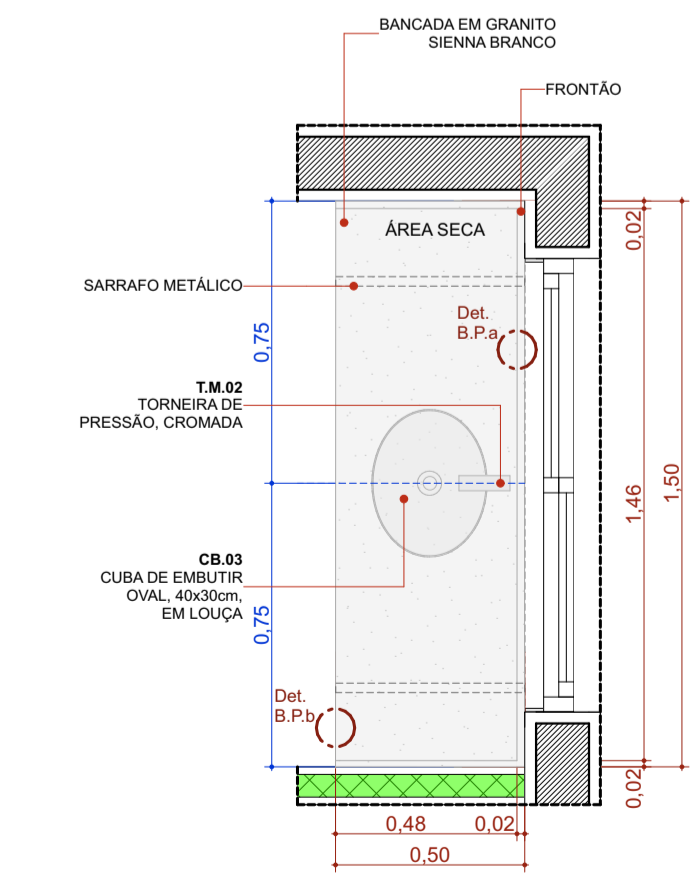 BANCADA EM GRANITO
SIENNA BRANCO
FRONTÃO
ÁREA SECA
0,02
SARRAFO METÁLICO
Det.
B.P.a
0,75
T.M.02
TORNEIRA DE
PRESSÃO, CROMADA
1,46
1,50
CB.03
CUBA DE EMBUTIR
OVAL, 40x30cm,
EM LOUÇA
0,75
Det.
B.P.b
0,02
0,48
0,02
0,50